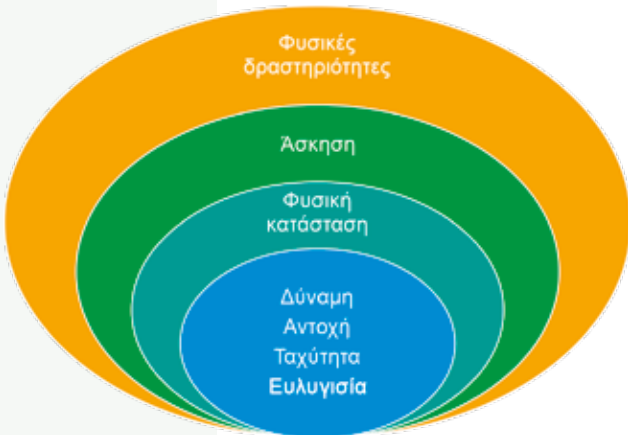 Φυσικές
δραστηριότητες
Άσκηση
Φυσική
κατάσταση
Δύναμη
Αντοχή
Ταχύτητα
Ευλυγισία